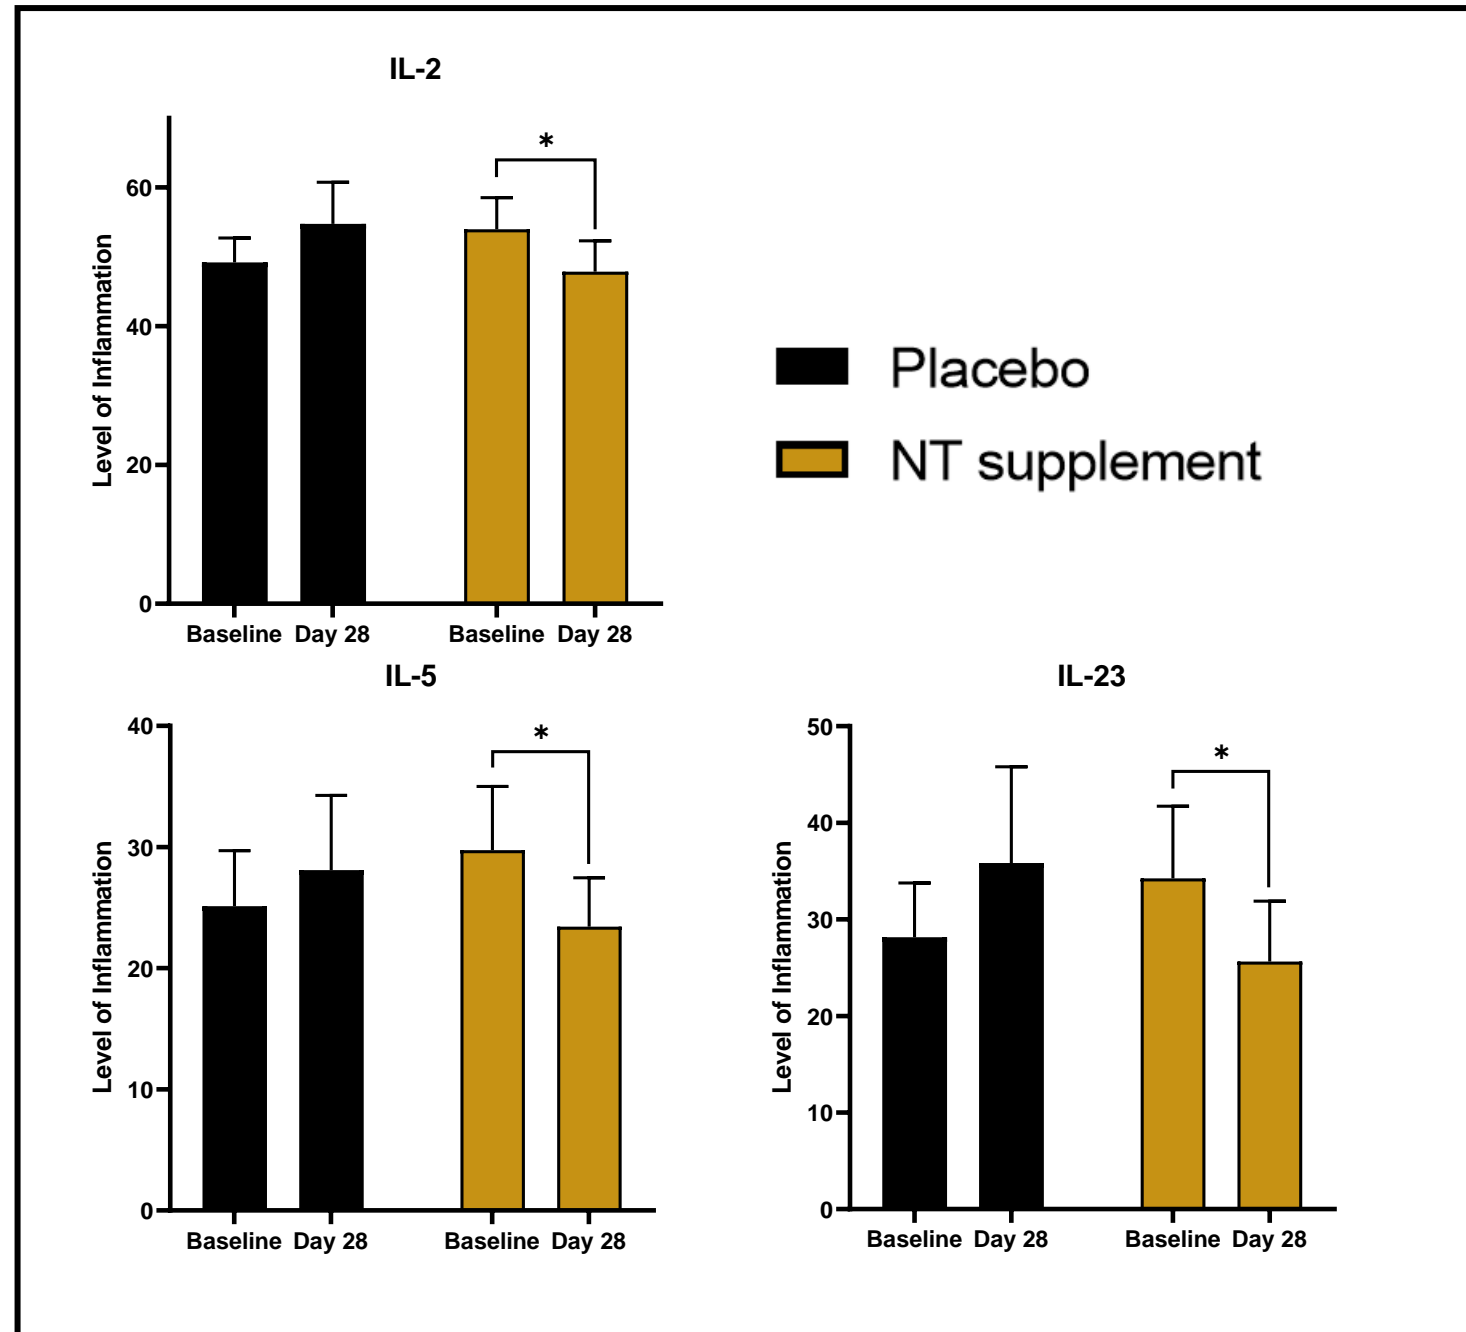 IL-2
*
60
40
20
0
Level of Inflammation
Baseline Day 28 Baseline Day 28
Placebo
NT supplement
IL-5
*
40
30
20
10
0
Level of Inflammation
Baseline Day 28 Baseline Day 28
IL-23
*
50
40
30
20
10
0
Level of Inflammation
Baseline Day 28 Baseline Day 28